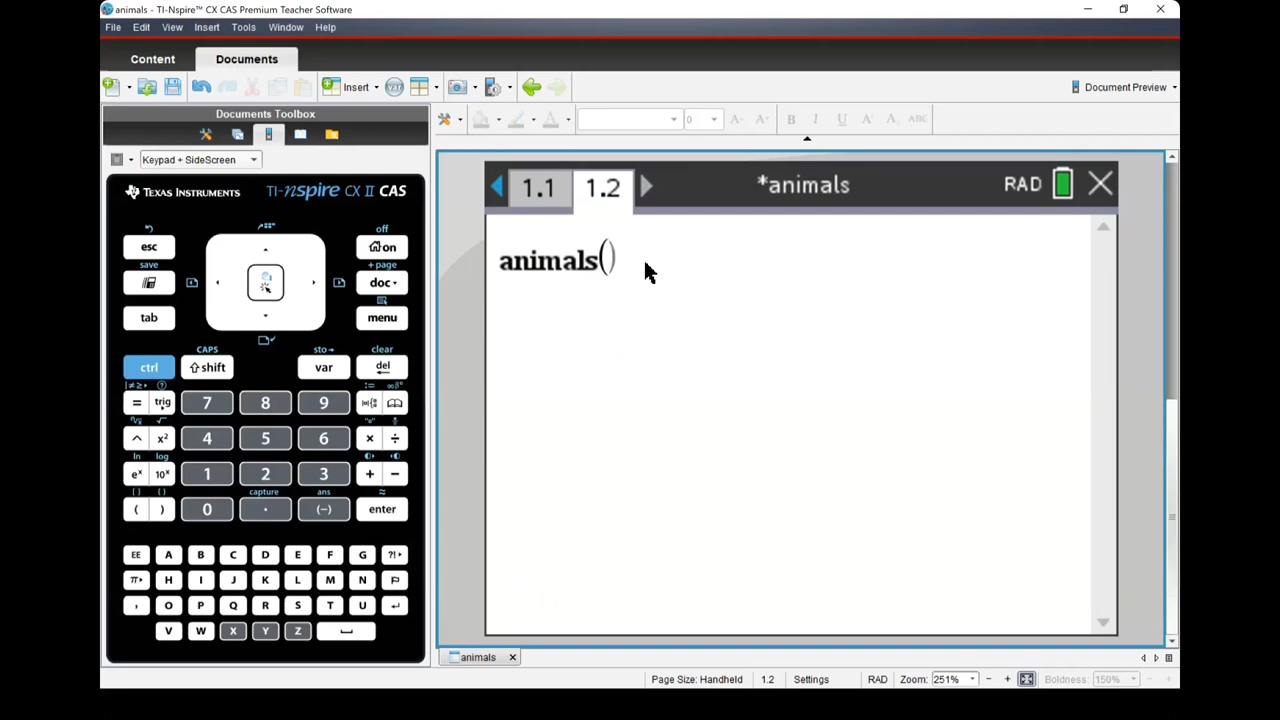 animals - TI-Nspire™ CX CAS Premium Teacher Software
File Edit View Insert Tools Window Help
Content Documents
Insert Document Preview
Documents Toolbox
0 B I U ABC
Keypad + SideScreen
TEXAS INSTRUMENTS TI-nspire CX II CAS
1.1 1.2 *animals RAD
animals()
off
esc on
save + page
doc
tab menu
CAPS sto→ clear
ctrl shift var del
= trig 7 8 9
^ x² 4 5 6 × ÷
ln log
eˣ 10ˣ 1 2 3 + −
capture ans
( ) 0 . (−) enter
EE A B C D E F G ?!
π H I J K L M N
, O P Q R S T U
V W X Y Z
animals
Page Size: Handheld 1.2 Settings RAD Zoom: 251% − + Boldness: 150% − +